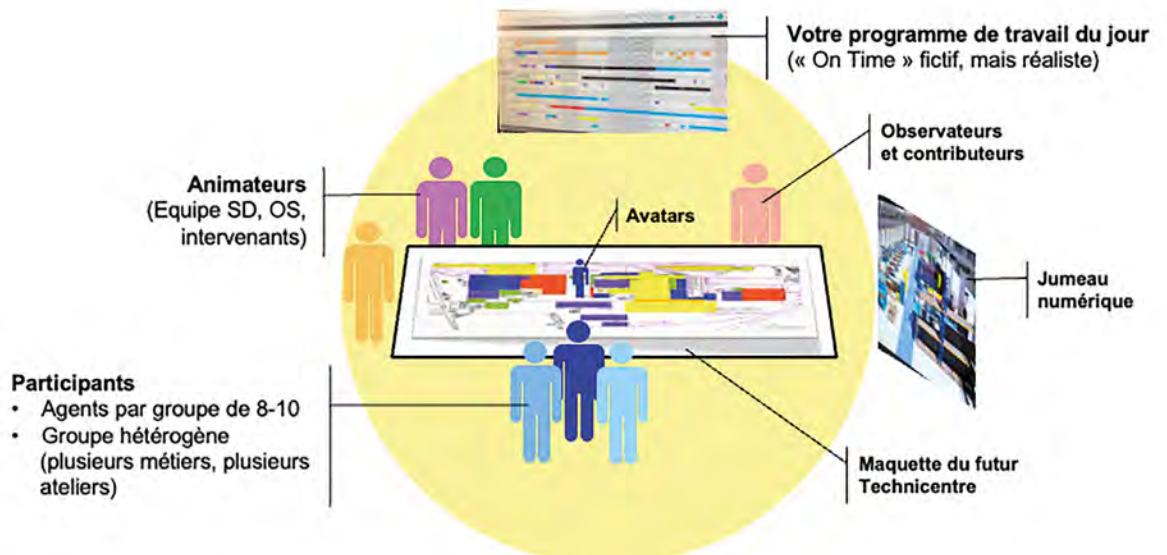 Votre programme de travail du jour
(« On Time » fictif, mais réaliste)
Observateurs
et contributeurs
Animateurs
(Equipe SD, OS,
intervenants)
Avatars
Jumeau
numérique
Participants
• Agents par groupe de 8-10
• Groupe hétérogène
(plusieurs métiers, plusieurs
ateliers)
Maquette du futur
Technicentre